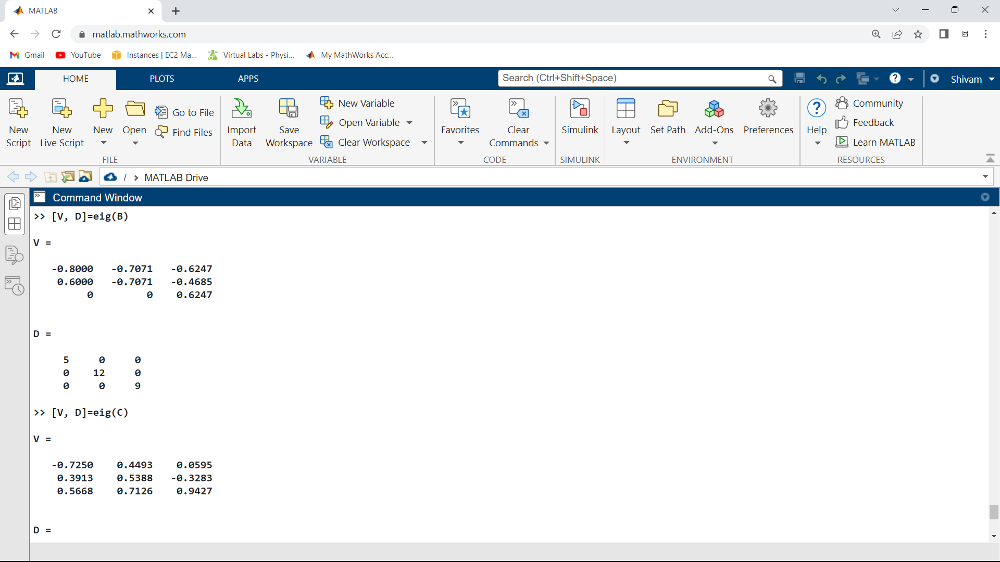 MATLAB
matlab.mathworks.com
Gmail YouTube Instances | EC2 Ma... Virtual Labs - Physi... My MathWorks Acc...
HOME PLOTS APPS Search (Ctrl+Shift+Space) Shivam
New Script
New Live Script
New
Open
Go to File
Find Files
FILE
Import Data
Save Workspace
New Variable
Open Variable
Clear Workspace
VARIABLE
Favorites
Clear Commands
CODE
Simulink
SIMULINK
Layout
Set Path
Add-Ons
Preferences
ENVIRONMENT
Help
Community
Feedback
Learn MATLAB
RESOURCES
/ > MATLAB Drive
Command Window
>> [V, D]=eig(B)
V =
-0.8000 -0.7071 -0.6247
0.6000 -0.7071 -0.4685
0 0 0.6247
D =
5 0 0
0 12 0
0 0 9
>> [V, D]=eig(C)
V =
-0.7250 0.4493 0.0595
0.3913 0.5388 -0.3283
0.5668 0.7126 0.9427
D =